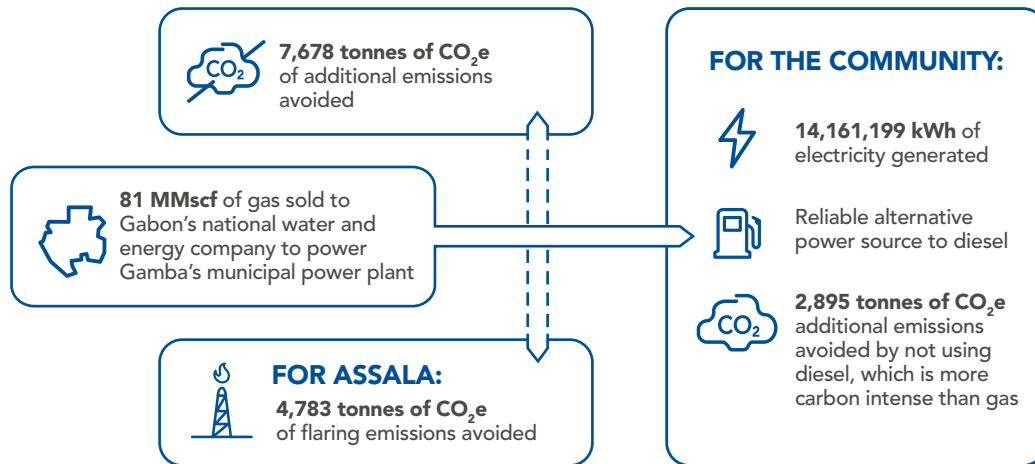 CO₂
7,678 tonnes of CO₂e
of additional emissions
avoided
81 MMscf of gas sold to
Gabon’s national water and
energy company to power
Gamba’s municipal power plant
FOR ASSALA:
4,783 tonnes of CO₂e
of flaring emissions avoided
FOR THE COMMUNITY:
14,161,199 kWh of
electricity generated
Reliable alternative
power source to diesel
CO₂
2,895 tonnes of CO₂e
additional emissions
avoided by not using
diesel, which is more
carbon intense than gas